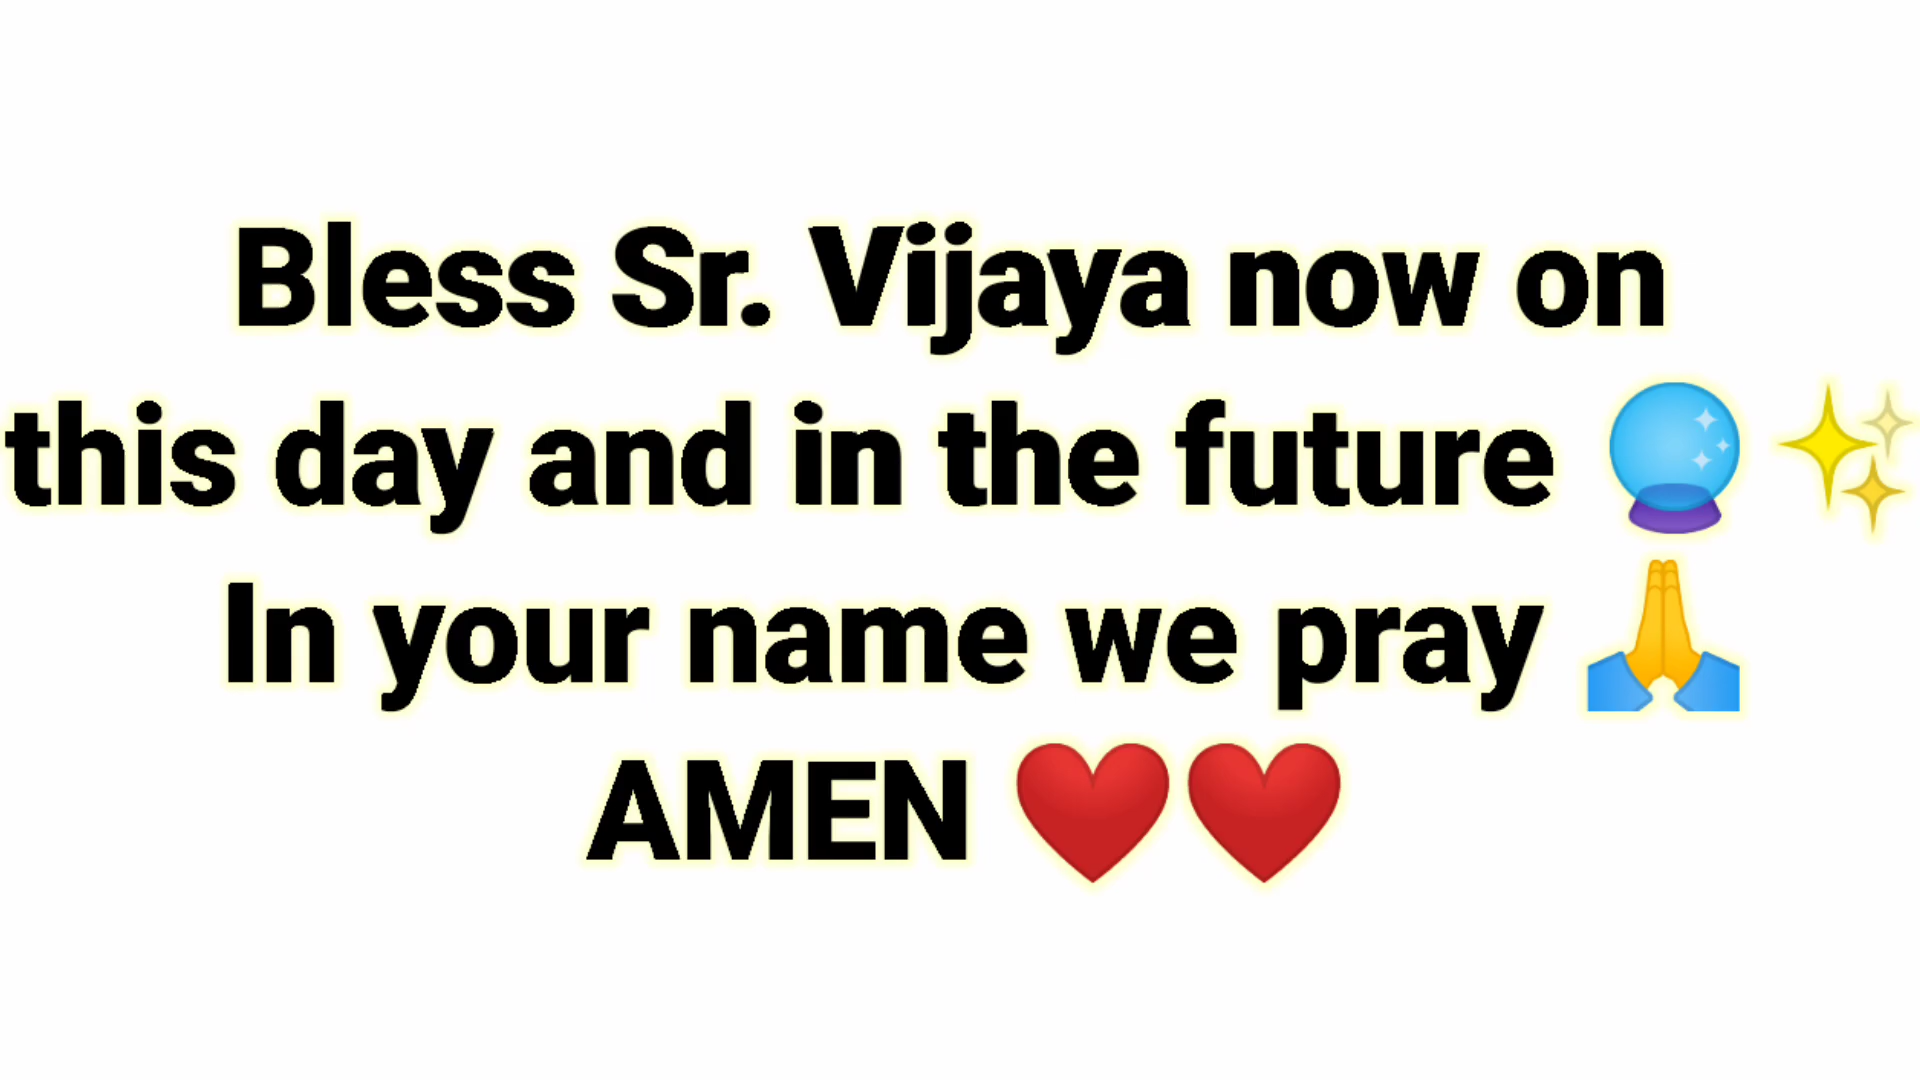 Bless Sr. Vijaya now on
this day and in the future 🔮✨
In your name we pray 🙏
AMEN ❤️❤️